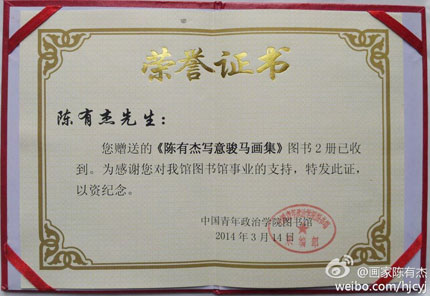 荣誉证书
陈有杰先生：
您赠送的《陈有杰写意骏马画集》图书2册已收
到。为感谢您对我馆图书馆事业的支持，特发此证，
以资纪念。
中国青年政治学院图书馆
2014年3月14日
@画家陈有杰
weibo.com/hjcyj